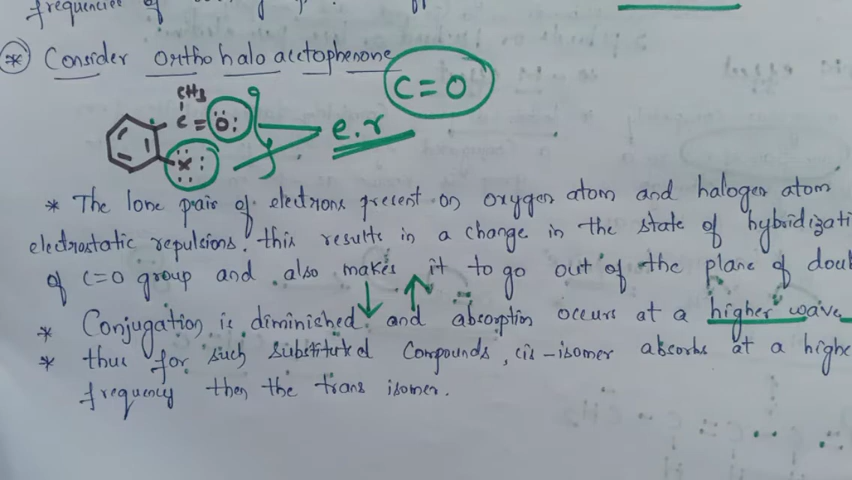 frequencies of
* Consider Ortho halo acetophenone
C=O
CH3
C = O:
X:
e.r
* The lone pair of electrons present on oxygen atom and halogen atom
electrostatic repulsions. this results in a change in the state of hybridizati
of C=O group and also makes it to go out of the plane of doub
* Conjugation is diminished and absorption occurs at a higher wave
* thus for such substituted Compounds, cis-isomer absorbs at a highe
frequency then the trans isomer.